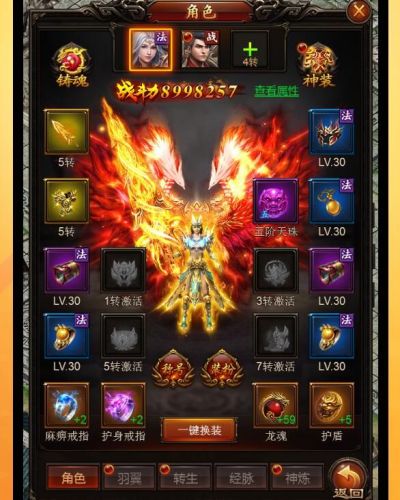 角色
法
战
4转
铸魂
神装
战斗力8998257
查看属性
5转
法
LV.30
5转
五
五阶天珠
法
LV.30
法
LV.30
1转激活
3转激活
法
LV.30
法
LV.30
5转激活
7转激活
法
LV.30
称号
装扮
+2
麻痹戒指
+2
护身戒指
一键换装
+59
龙魂
+5
护盾
角色
羽翼
转生
经脉
神炼
返回